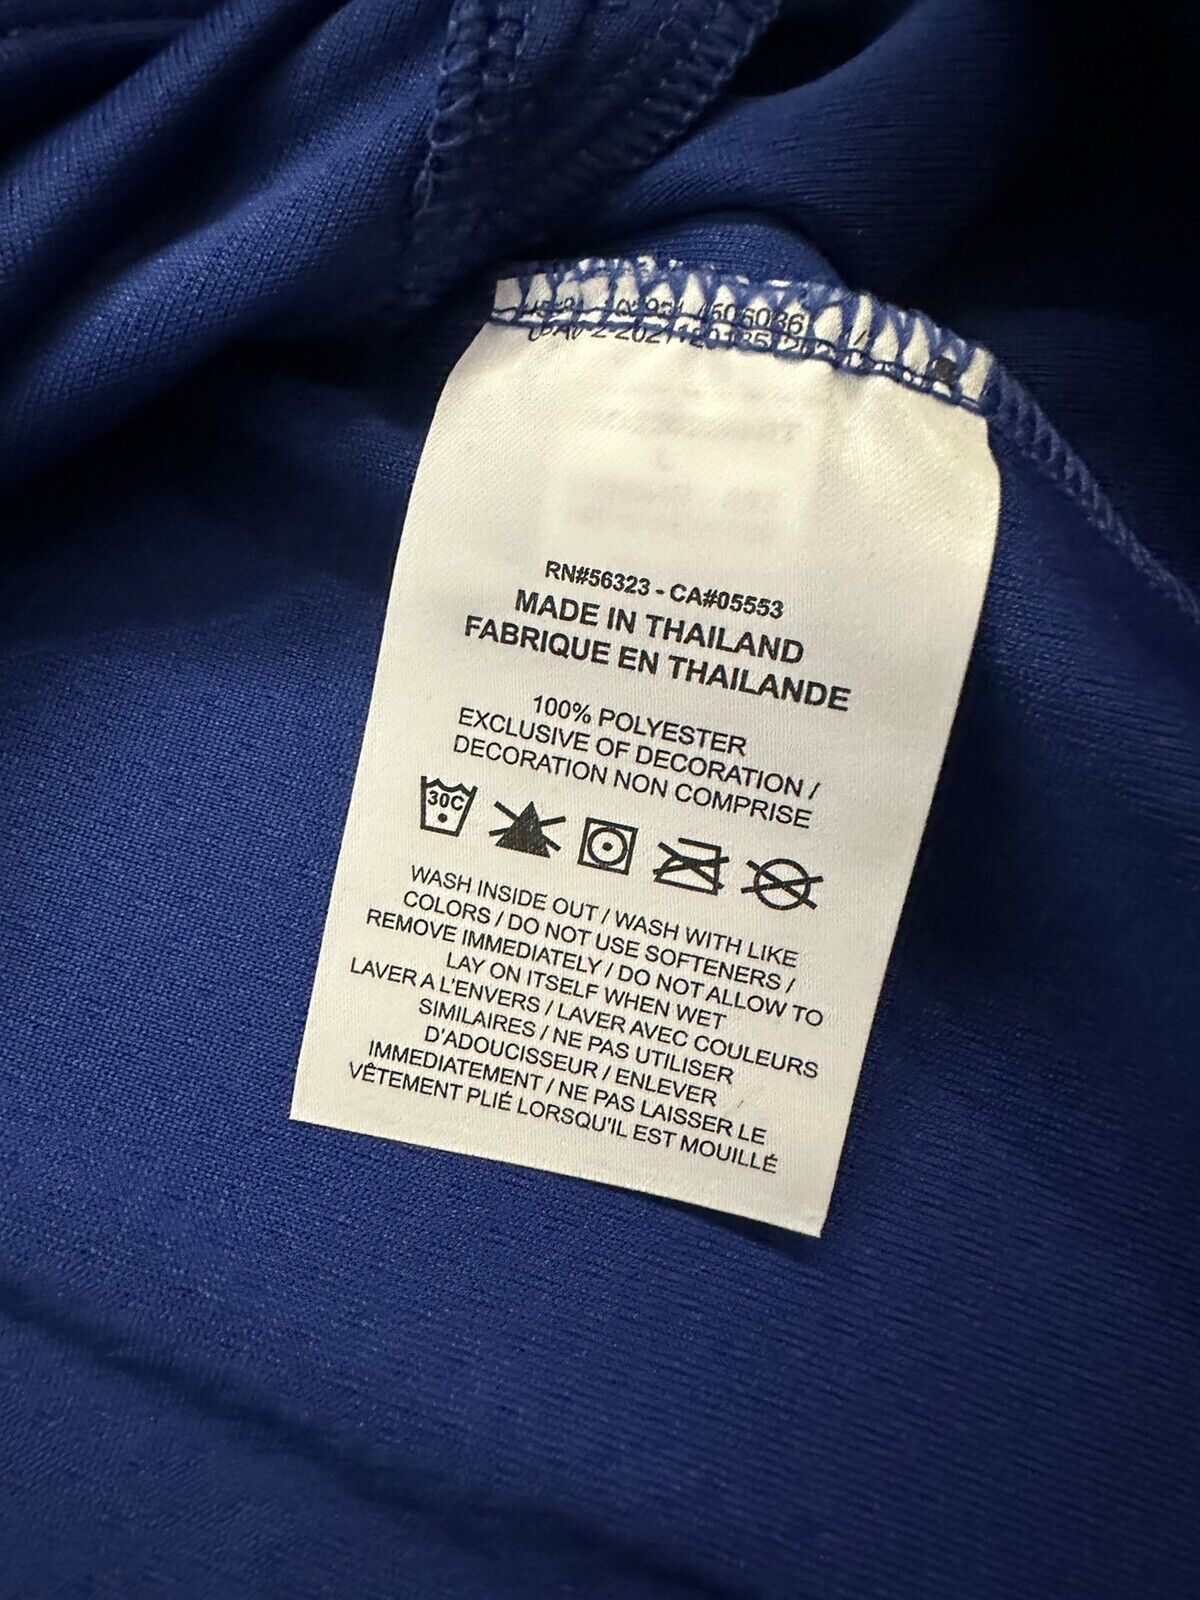 RN#56323 - CA#05553
MADE IN THAILAND
FABRIQUE EN THAILANDE
100% POLYESTER
EXCLUSIVE OF DECORATION /
DECORATION NON COMPRISE
30C
WASH INSIDE OUT / WASH WITH LIKE
COLORS / DO NOT USE SOFTENERS /
REMOVE IMMEDIATELY / DO NOT ALLOW TO
LAY ON ITSELF WHEN WET
LAVER A L'ENVERS / LAVER AVEC COULEURS
SIMILAIRES / NE PAS UTILISER
D'ADOUCISSEUR / ENLEVER
IMMEDIATEMENT / NE PAS LAISSER LE
VÊTEMENT PLIÉ LORSQU'IL EST MOUILLÉ